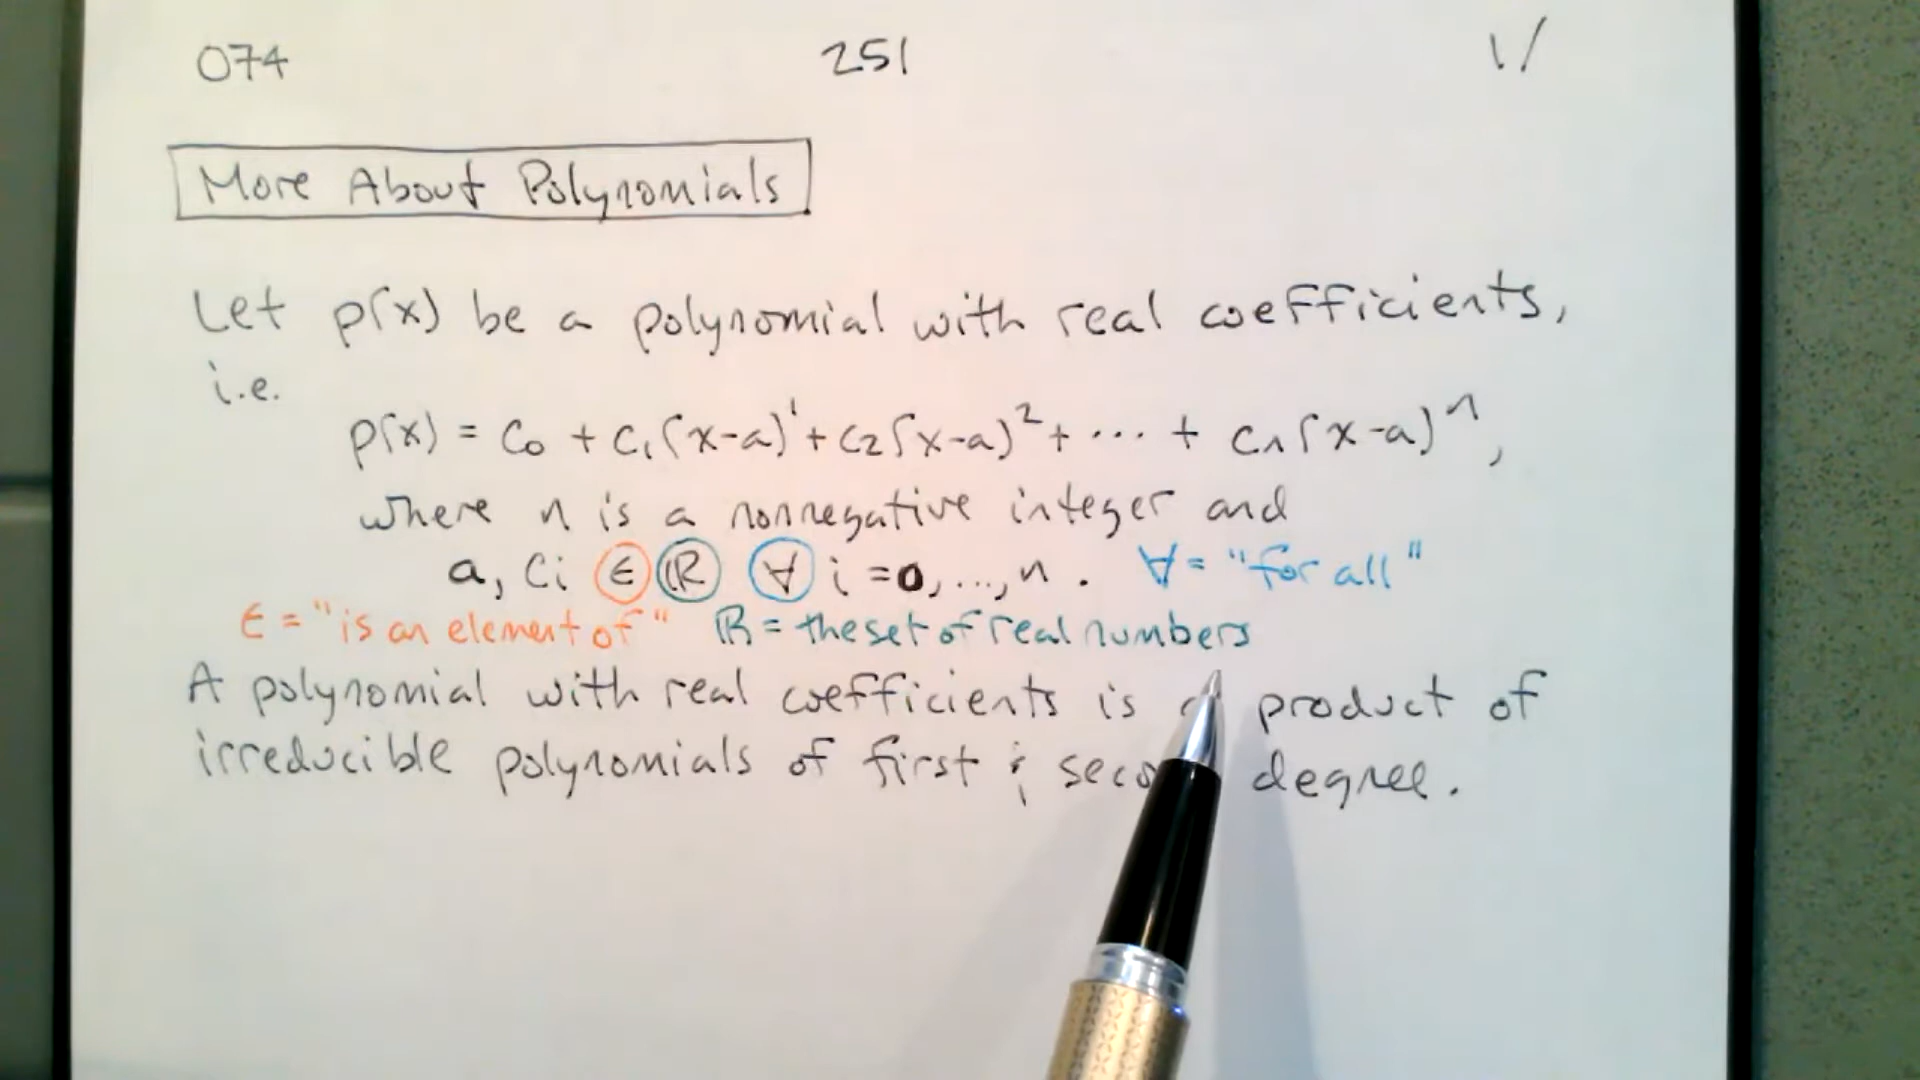 074 251 1/
More About Polynomials
Let p(x) be a polynomial with real coefficients,
i.e.
p(x) = c₀ + c₁(x-a)¹ + c₂(x-a)² + ... + cₙ(x-a)ⁿ,
where n is a nonnegative integer and
a, cᵢ ∈ ℝ ∀ i = 0, ..., n. ∀ = "for all"
∈ = "is an element of" ℝ = the set of real numbers
A polynomial with real coefficients is product of
irreducible polynomials of first & degree.